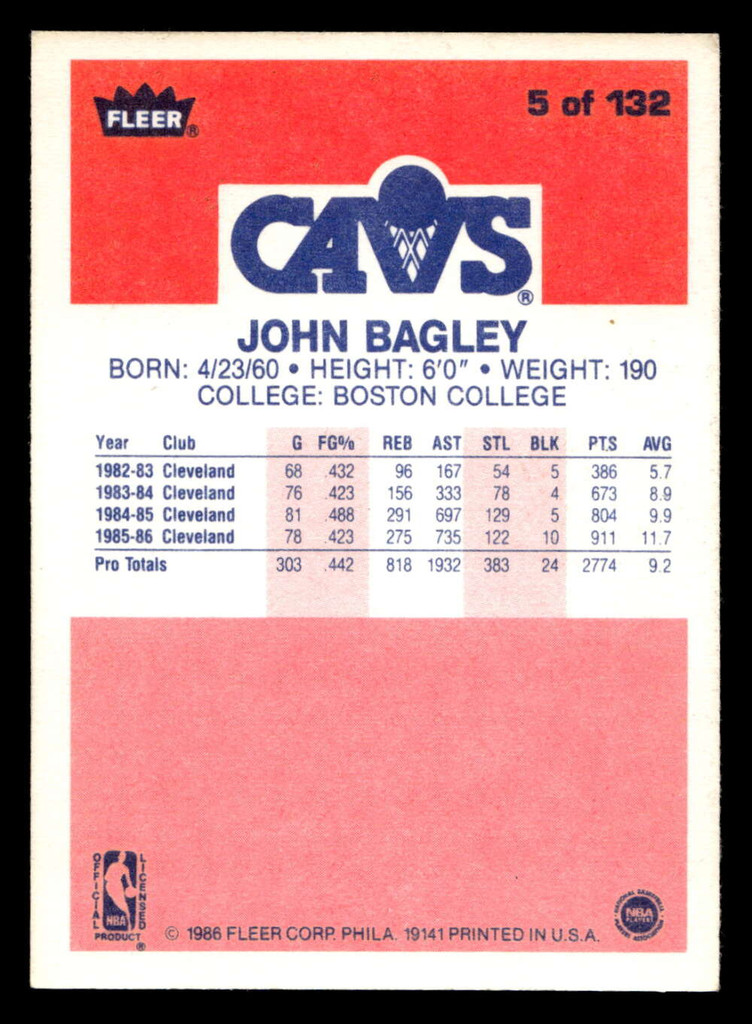 FLEER®
5 of 132
CAVS®
JOHN BAGLEY
BORN: 4/23/60 • HEIGHT: 6'0" • WEIGHT: 190
COLLEGE: BOSTON COLLEGE
Year Club G FG% REB AST STL BLK PTS AVG
1982-83 Cleveland 68 .432 96 167 54 5 386 5.7
1983-84 Cleveland 76 .423 156 333 78 4 673 8.9
1984-85 Cleveland 81 .488 291 697 129 5 804 9.9
1985-86 Cleveland 78 .423 275 735 122 10 911 11.7
Pro Totals 303 .442 818 1932 383 24 2774 9.2
OFFICIAL LICENSED
NBA
PRODUCT ®
© 1986 FLEER CORP. PHILA. 19141 PRINTED IN U.S.A.
NATIONAL BASKETBALL
NBA
PLAYERS
PLAYERS ASSOCIATION